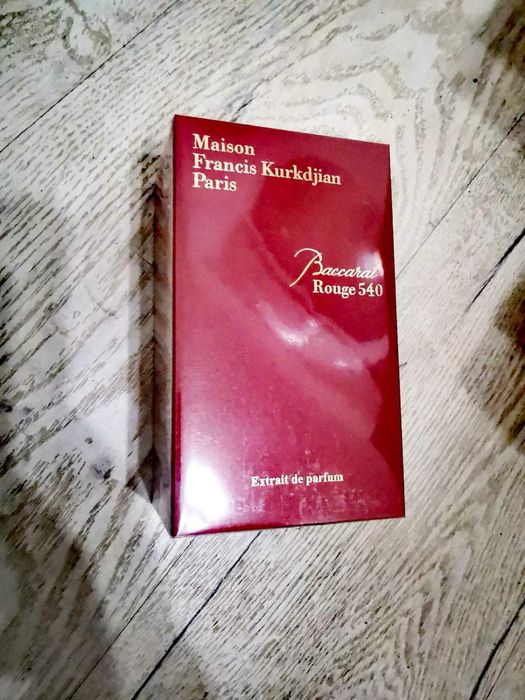 Maison
Francis Kurkdjian
Paris
Baccarat
Rouge 540
Extrait de parfum